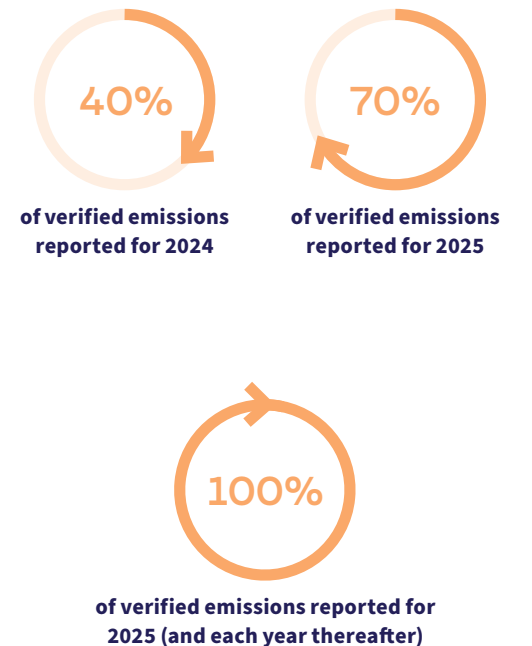 40%
of verified emissions
reported for 2024
70%
of verified emissions
reported for 2025
100%
of verified emissions reported for
2025 (and each year thereafter)